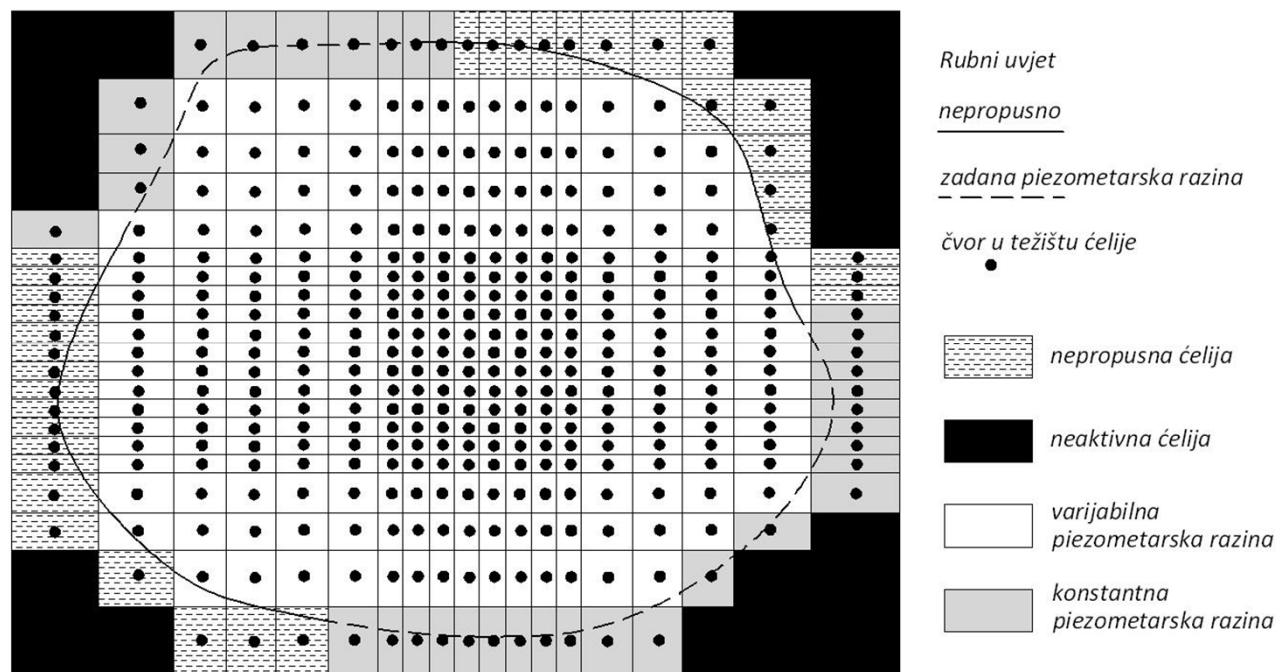 Rubni uvjet
nepropusno
zadana piezometarska razina
čvor u težištu ćelije
nepropusna ćelija
neaktivna ćelija
varijabilna
piezometarska razina
konstantna
piezometarska razina